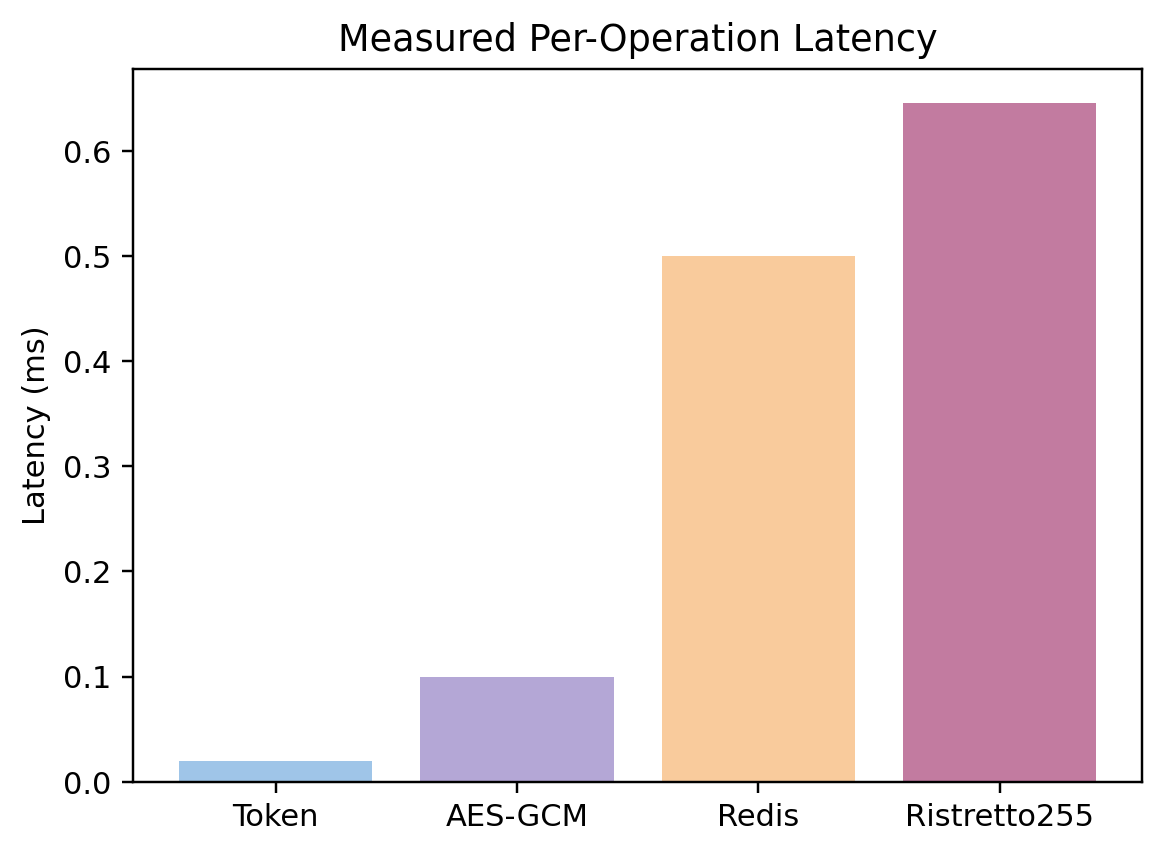 Measured Per-Operation Latency
Latency (ms)
0.6
0.5
0.4
0.3
0.2
0.1
0.0
Token AES-GCM Redis Ristretto255